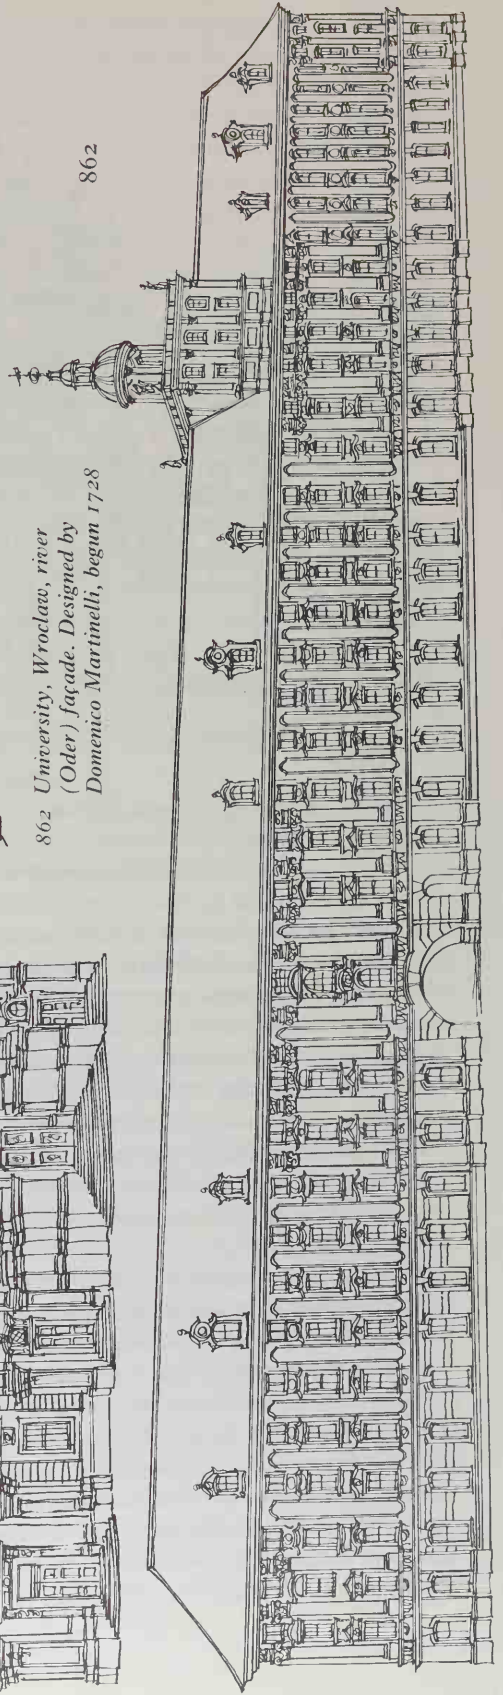 862 University, Wroclaw, river
(Oder) façade. Designed by
Domenico Martinelli, begun 1728
862